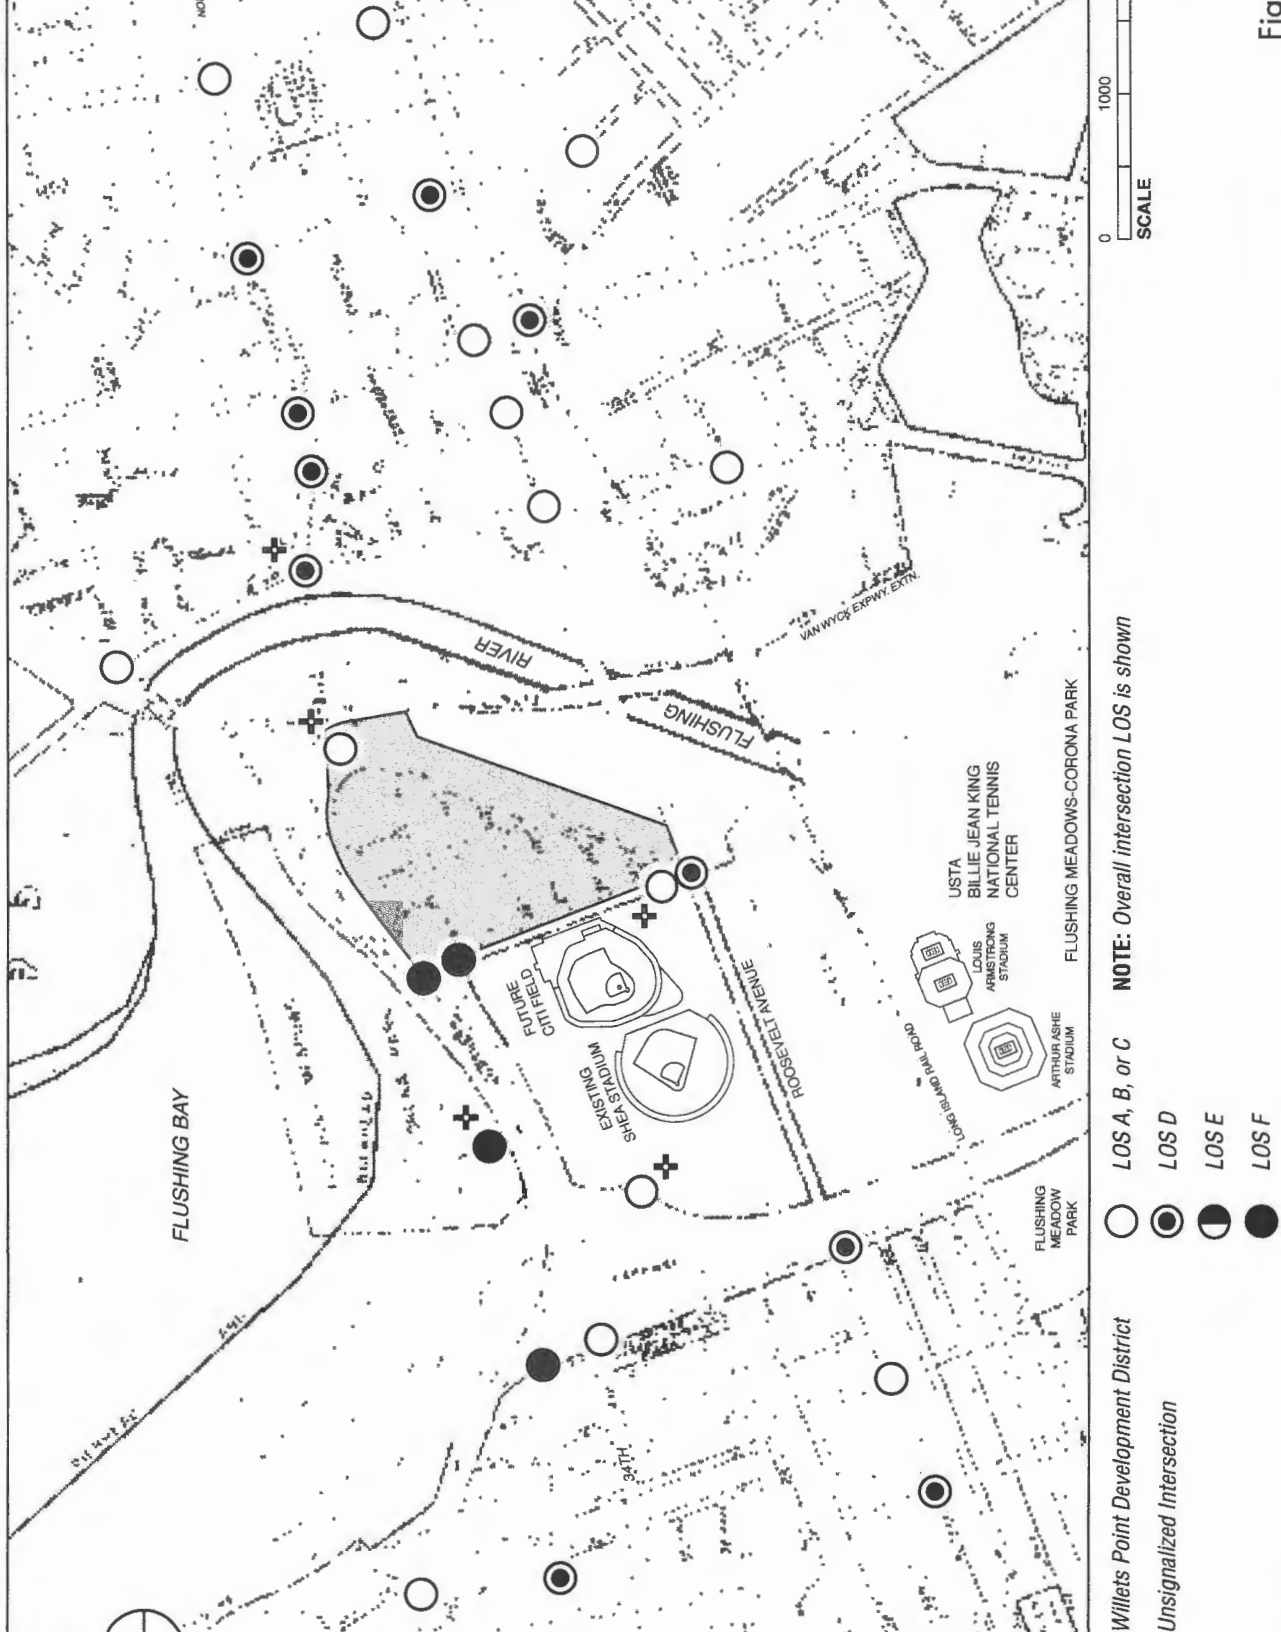 FLUSHING BAY
RIVER
FLUSHING
VAN WYCK EXPWY. EXTN.
FUTURE
CITI FIELD
EXISTING
SHEA STADIUM
ROOSEVELT AVENUE
LONG ISLAND RAIL ROAD
USTA
BILLIE JEAN KING
NATIONAL TENNIS
CENTER
LOUIS
ARMSTRONG
STADIUM
ARTHUR ASHE
STADIUM
FLUSHING MEADOWS-CORONA PARK
FLUSHING
MEADOW
PARK
34TH
Willets Point Development District
Unsignalized Intersection
LOS A, B, or C
LOS D
LOS E
LOS F
NOTE: Overall intersection LOS is shown
0
1000
SCALE
Fig